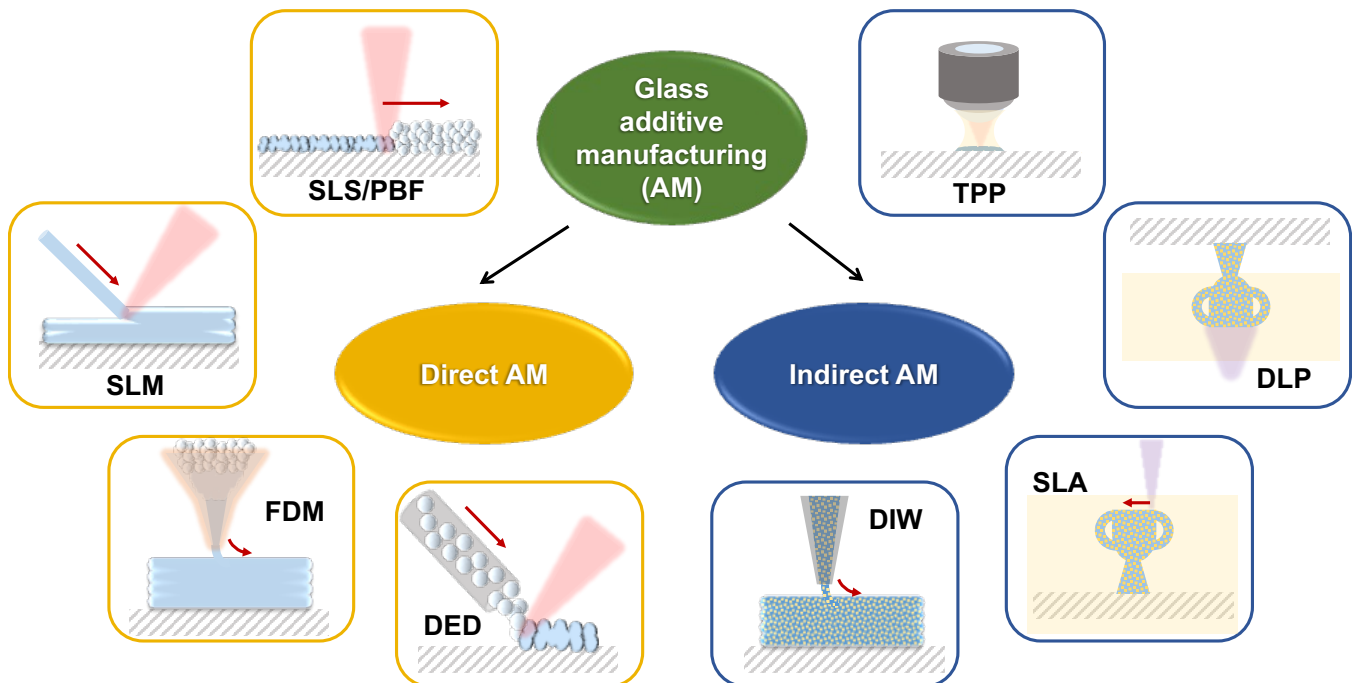 Glass
additive
manufacturing
(AM)
SLS/PBF
TPP
SLM
Direct AM
Indirect AM
DLP
FDM
DED
DIW
SLA